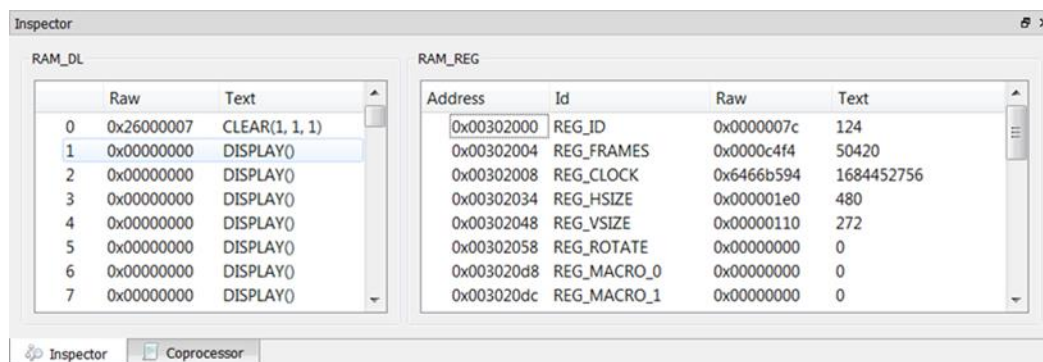 Inspector
RAM_DL
Raw Text
0 0x26000007 CLEAR(1, 1, 1)
1 0x00000000 DISPLAY()
2 0x00000000 DISPLAY()
3 0x00000000 DISPLAY()
4 0x00000000 DISPLAY()
5 0x00000000 DISPLAY()
6 0x00000000 DISPLAY()
7 0x00000000 DISPLAY()
RAM_REG
Address Id Raw Text
0x00302000 REG_ID 0x0000007c 124
0x00302004 REG_FRAMES 0x0000c4f4 50420
0x00302008 REG_CLOCK 0x6466b594 1684452756
0x00302034 REG_HSIZE 0x000001e0 480
0x00302048 REG_VSIZE 0x00000110 272
0x00302058 REG_ROTATE 0x00000000 0
0x003020d8 REG_MACRO_0 0x00000000 0
0x003020dc REG_MACRO_1 0x00000000 0
Inspector Coprocessor